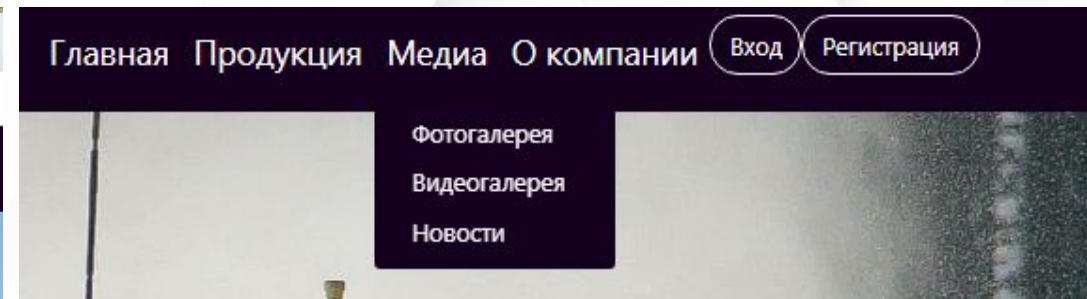 Главная Продукция Медиа О компании Вход Регистрация
Фотогалерея
Видеогалерея
Новости